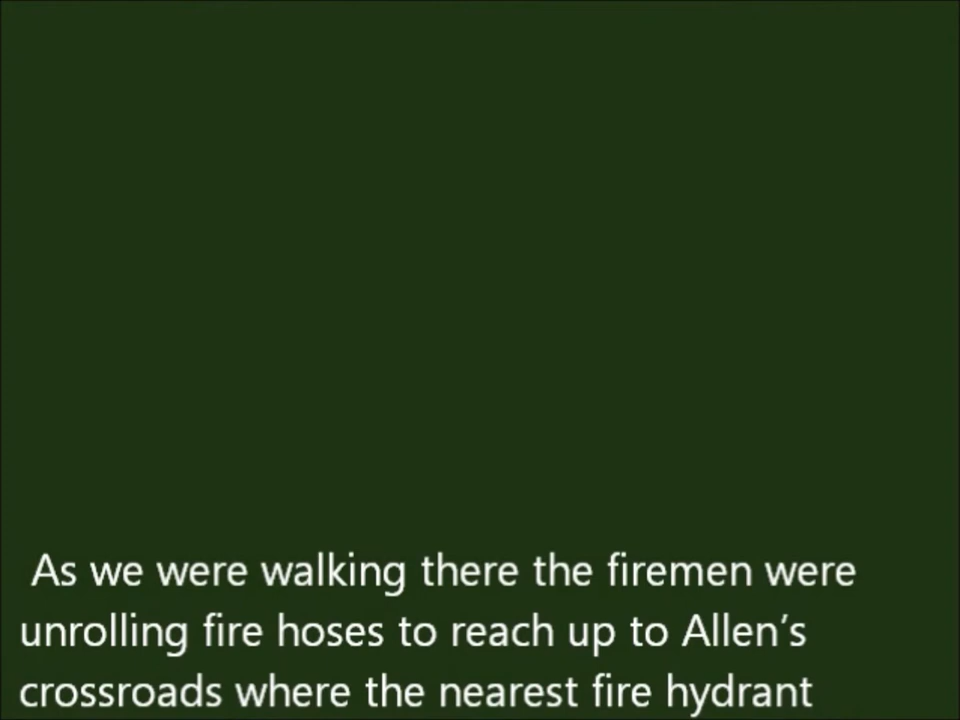 As we were walking there the firemen were
unrolling fire hoses to reach up to Allen’s
crossroads where the nearest fire hydrant